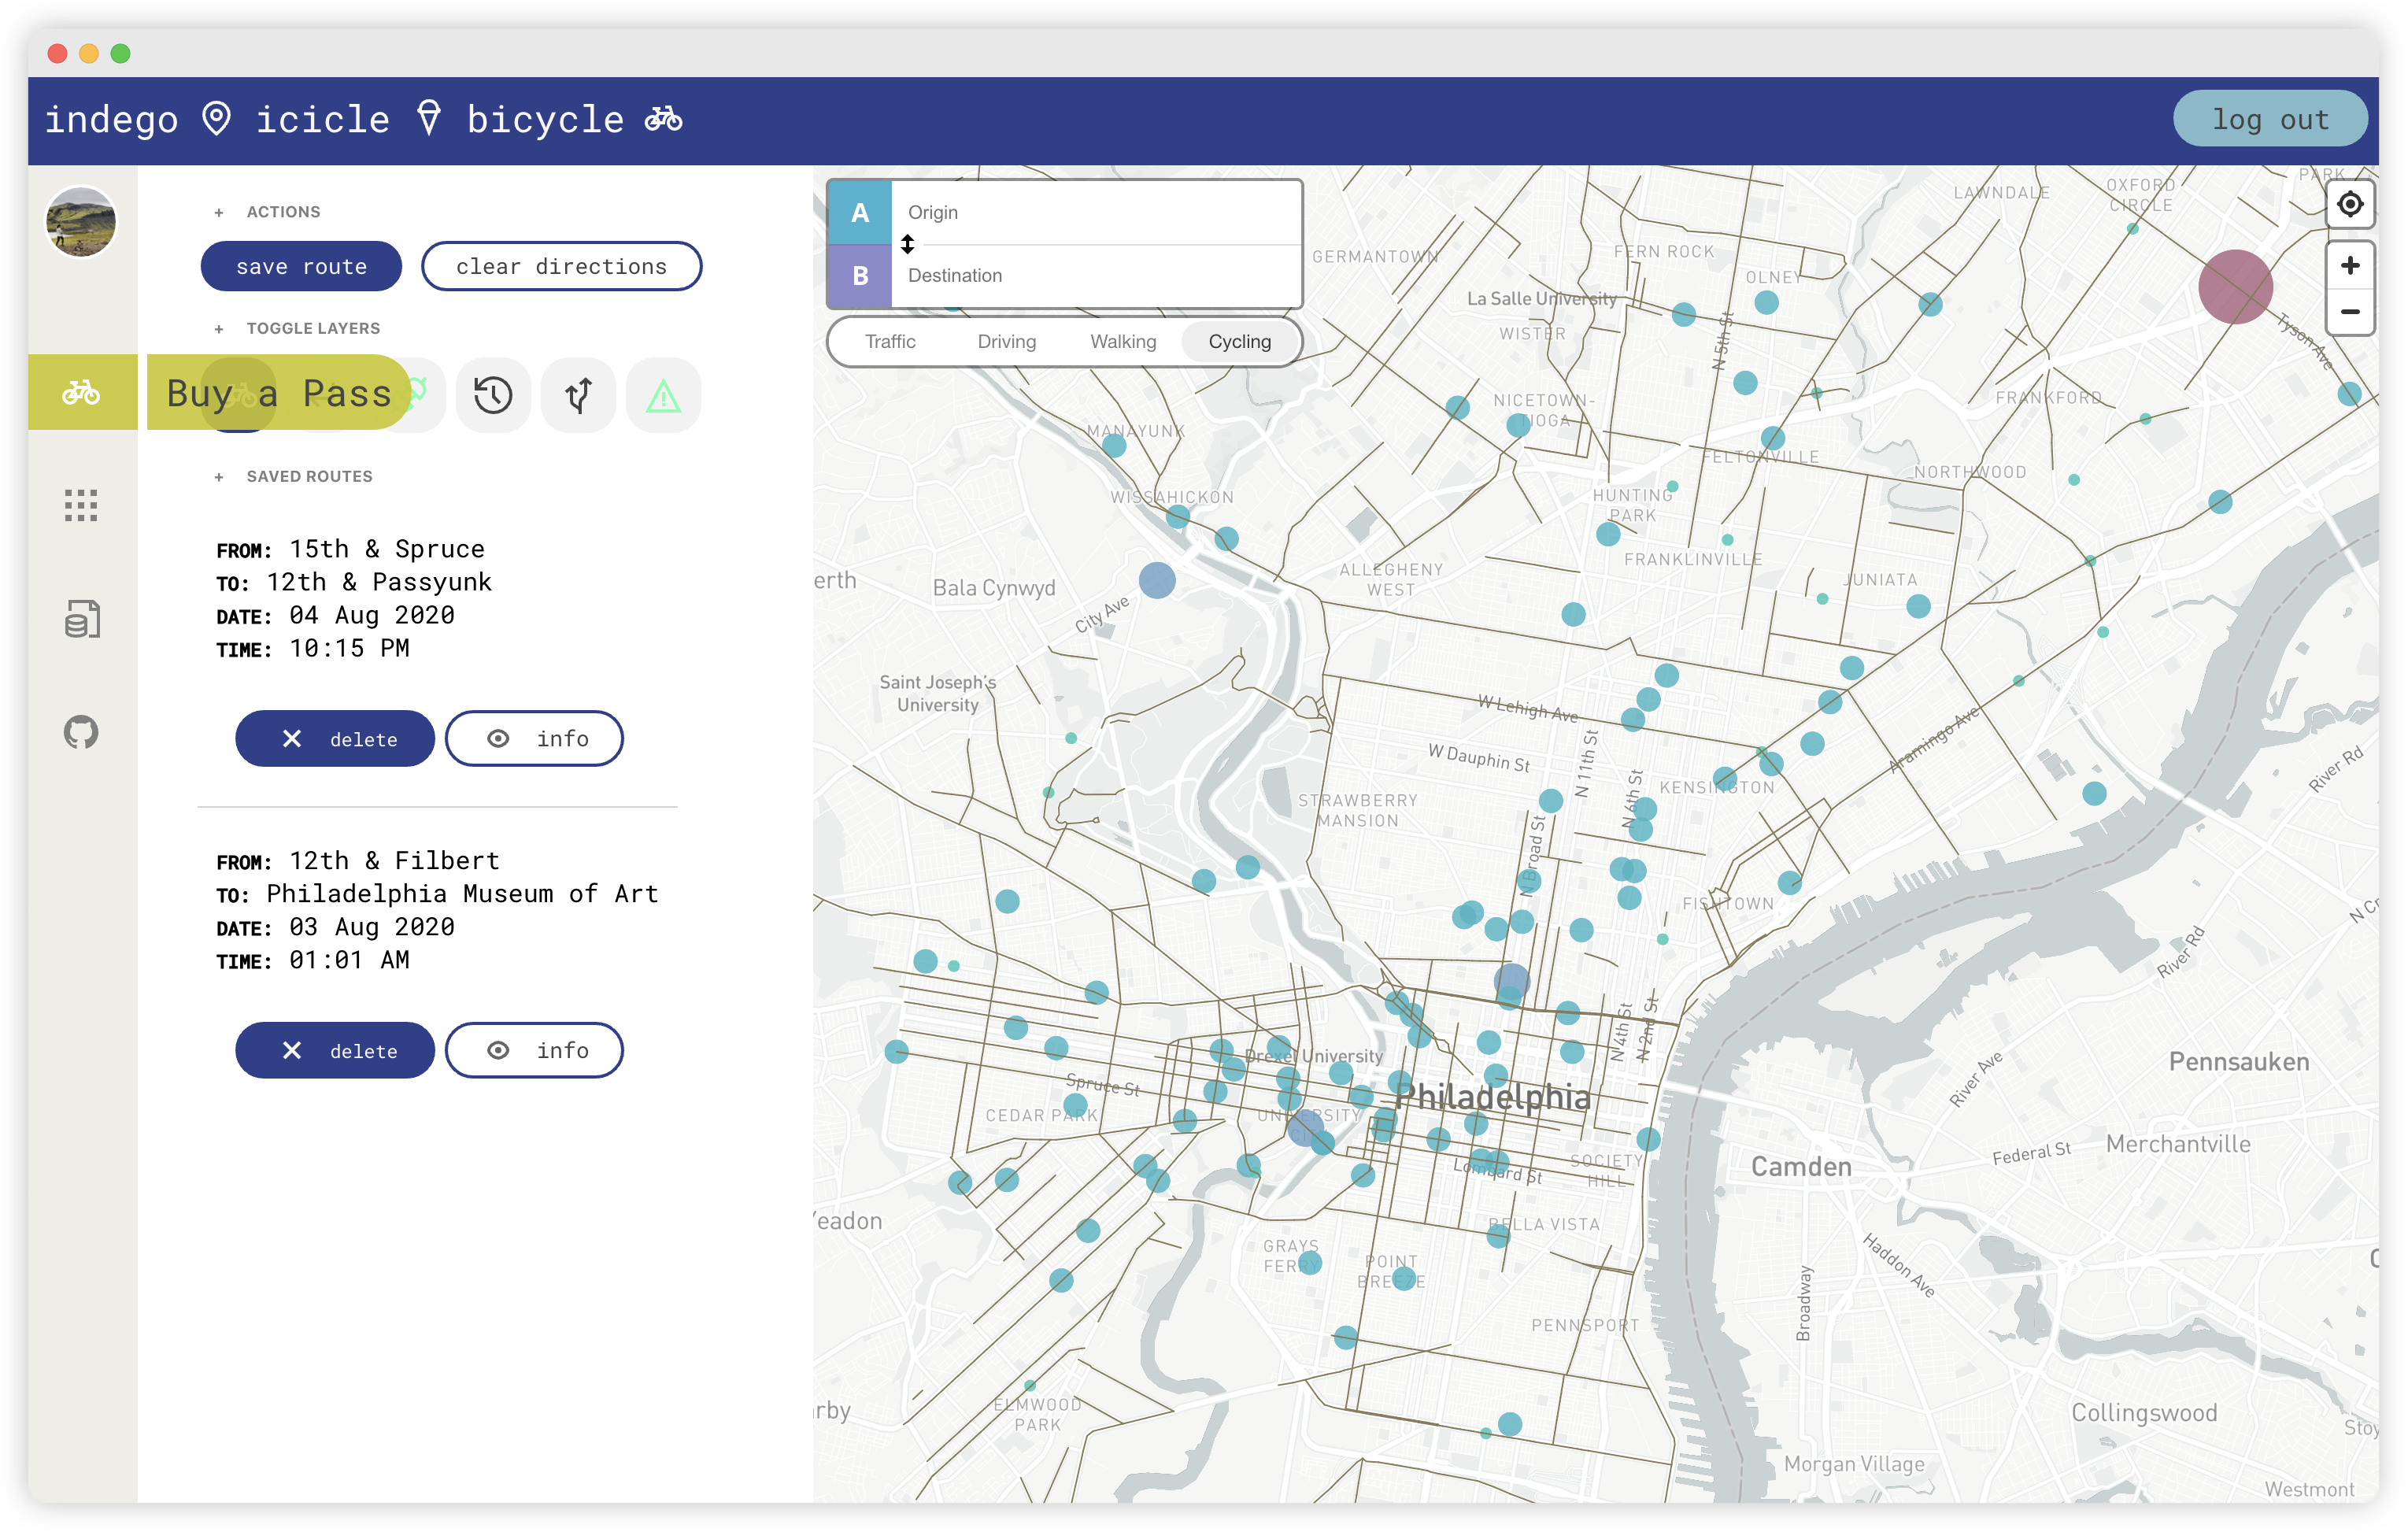 indego icicle bicycle
log out
+ ACTIONS
save route
clear directions
+ TOGGLE LAYERS
Buy a Pass
+ SAVED ROUTES
FROM: 15th & Spruce
TO: 12th & Passyunk
DATE: 04 Aug 2020
TIME: 10:15 PM
delete
info
FROM: 12th & Filbert
TO: Philadelphia Museum of Art
DATE: 03 Aug 2020
TIME: 01:01 AM
delete
info
A Origin
B Destination
Traffic Driving Walking Cycling
+
−
PARK
LAWNDALE
OXFORD
CIRCLE
GERMANTOWN
FERN ROCK
OLNEY
La Salle University
WISTER
N 5th St
Tyson Ave
NICETOWN-
TIOGA
FRANKFORD
MANAYUNK
FELTONVILLE
NORTHWOOD
WISSAHICKON
HUNTING
PARK
FRANKLINVILLE
ALLEGHENY
WEST
JUNIATA
erth
Bala Cynwyd
City Ave
Saint Joseph's
University
W Lehigh Ave
W Dauphin St
N 11th St
N 6th St
Aramingo Ave
KENSINGTON
River Rd
STRAWBERRY
MANSION
N Broad St
FISHTOWN
N Cr
River Rd
N 4th St
N 2nd St
Drexel University
Spruce St
Philadelphia
CEDAR PARK
UNIVERSITY
River Ave
Pennsauken
Merchantville
Federal St
Camden
Lombard St
SOCIETY
HILL
Yeadon
BELLA VISTA
GRAYS
FERRY
POINT
BREEZE
Haddon Ave
Broadway
PENNSPORT
ELMWOOD
PARK
rby
Collingswood
Stoy
Morgan Village
Westmont